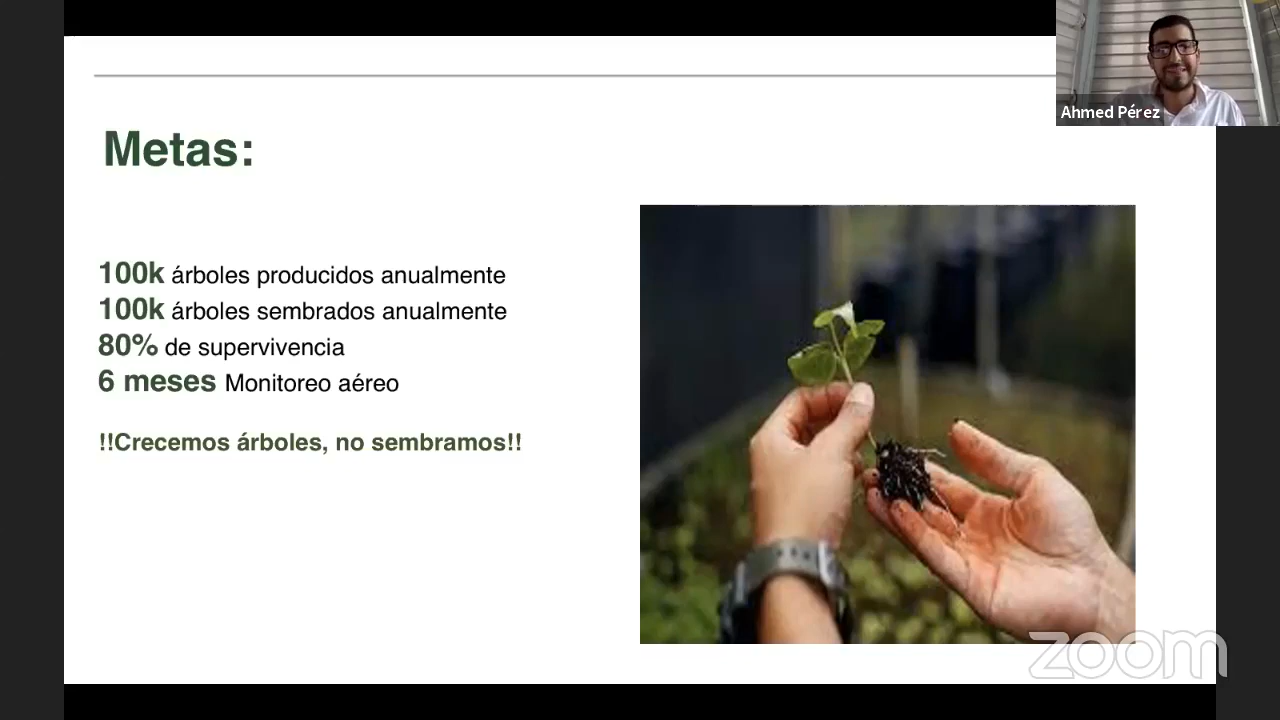 Ahmed Pérez
Metas:
100k árboles producidos anualmente
100k árboles sembrados anualmente
80% de supervivencia
6 meses Monitoreo aéreo
!!Crecemos árboles, no sembramos!!
zoom